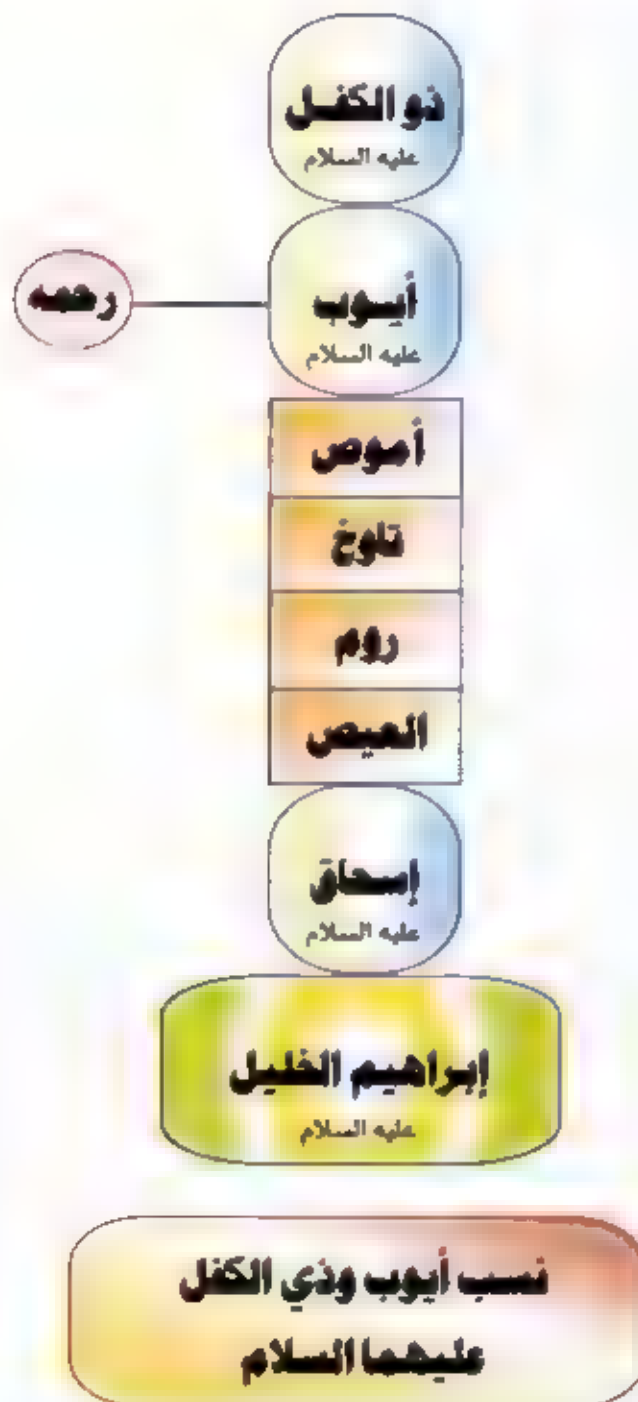 ذو الكفل
عليه السلام
أيوب
عليه السلام
رحمه
أموص
تلوخ
روم
العيص
إسحاق
عليه السلام
إبراهيم الخليل
عليه السلام
نسب أيوب وذي الكفل
عليهما السلام